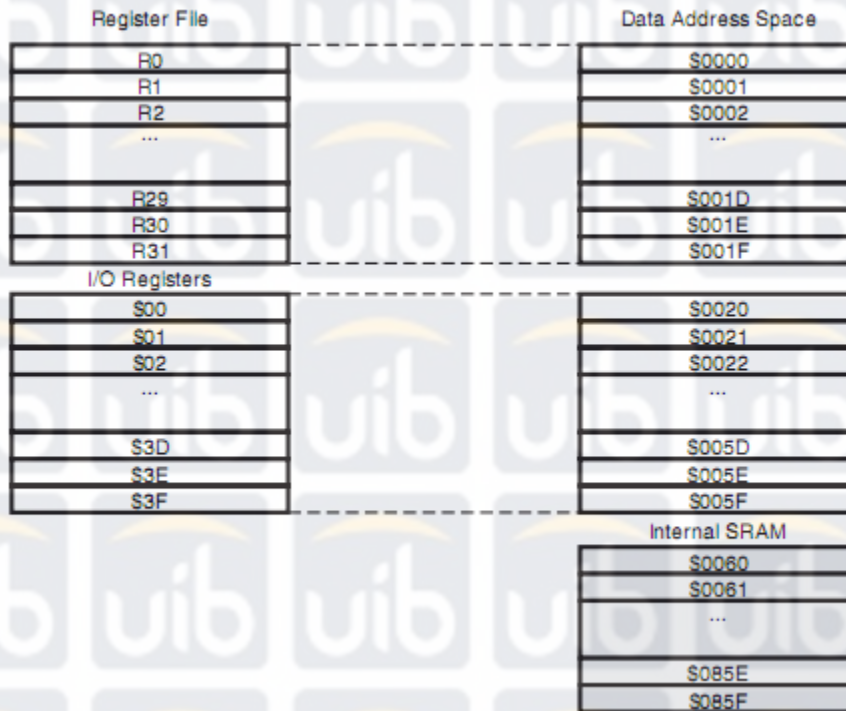 Register File Data Address Space
R0 $0000
R1 $0001
R2 $0002
... ...
R29 $001D
R30 $001E
R31 $001F
I/O Registers
$00 $0020
$01 $0021
$02 $0022
... ...
$3D $005D
$3E $005E
$3F $005F
Internal SRAM
$0060
$0061
...
$085E
$085F
uib